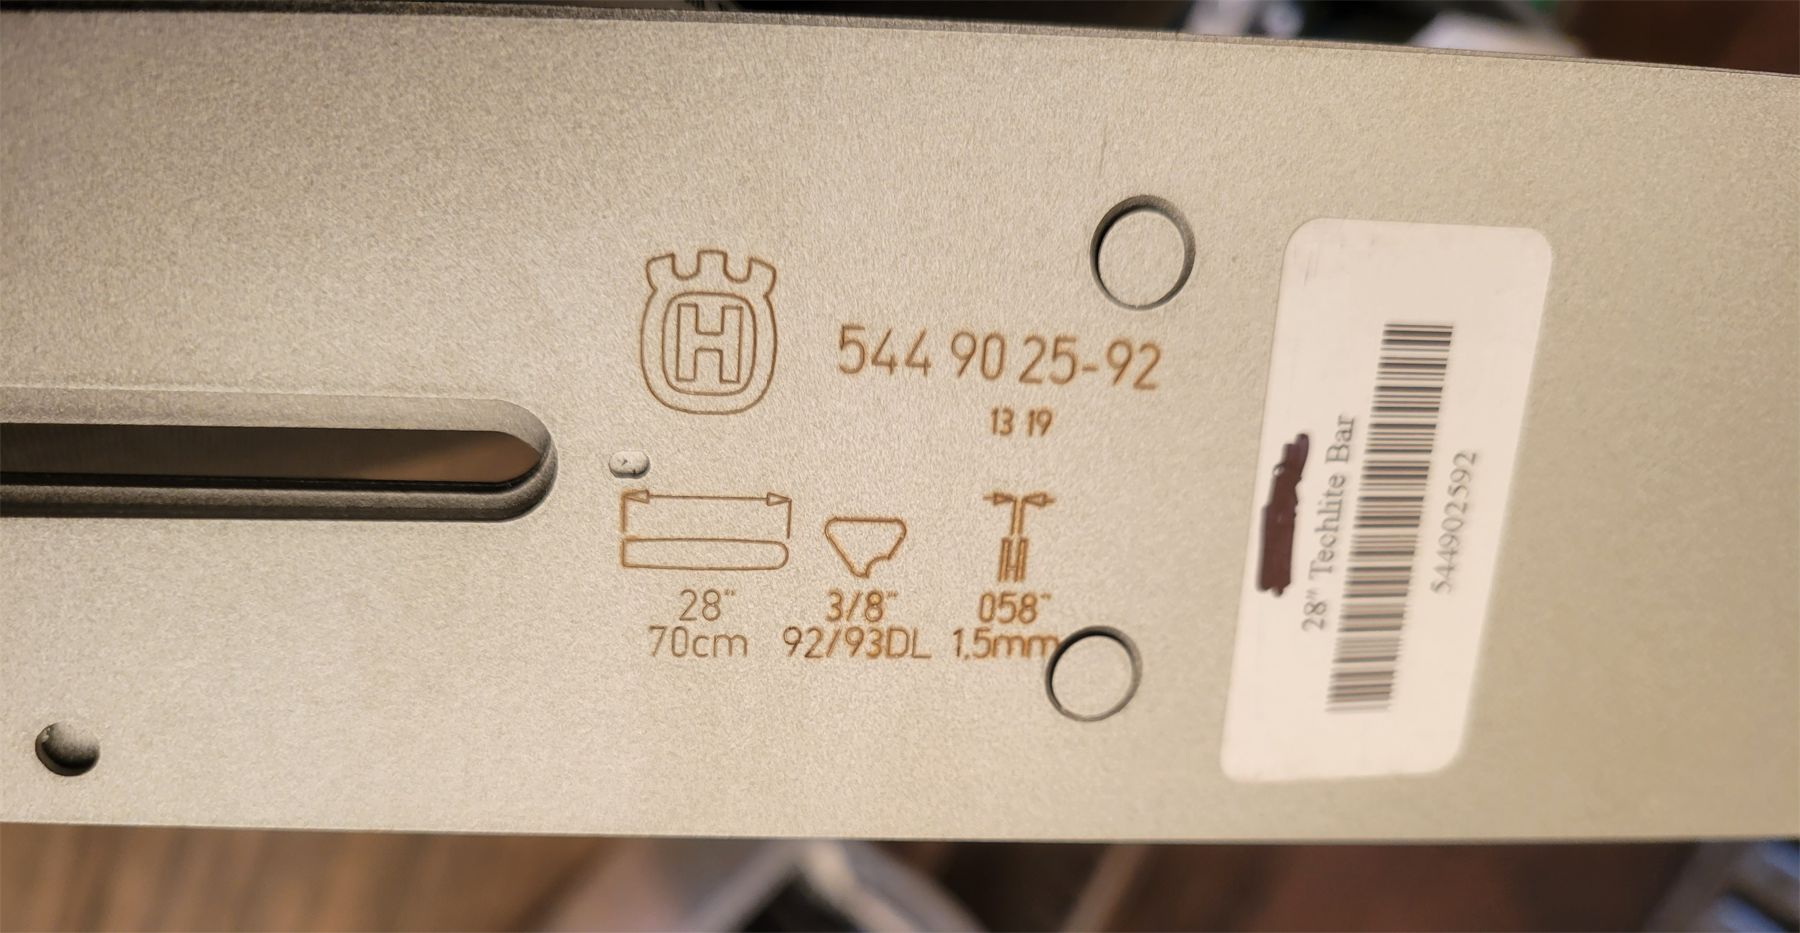 H
544 90 25-92
13 19
28" 3/8" 058"
70cm 92/93DL 1,5mm
28" Techlite Bar
544902592